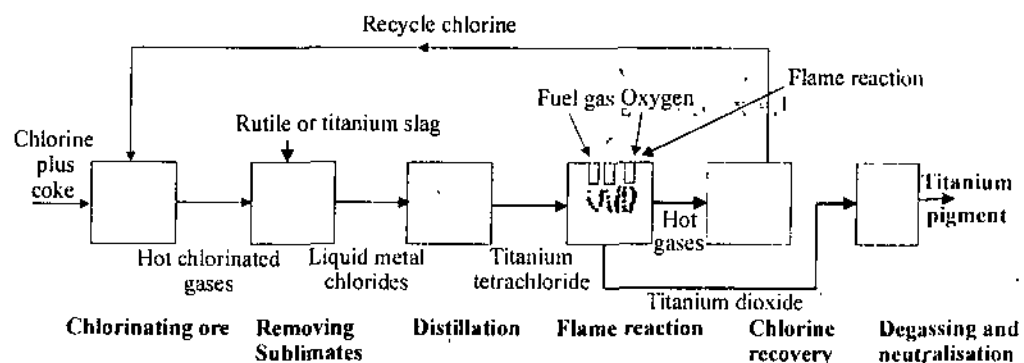 Recycle chlorine
Flame reaction
Fuel gas Oxygen
Rutile or titanium slag
Chlorine
plus
coke
Titanium
pigment
Hot
gases
Hot chlorinated
gases
Liquid metal
chlorides
Titanium
tetrachloride
Titanium dioxide
Chlorinating ore
Removing
Sublimates
Distillation
Flame reaction
Chlorine
recovery
Degassing and
neutralisation